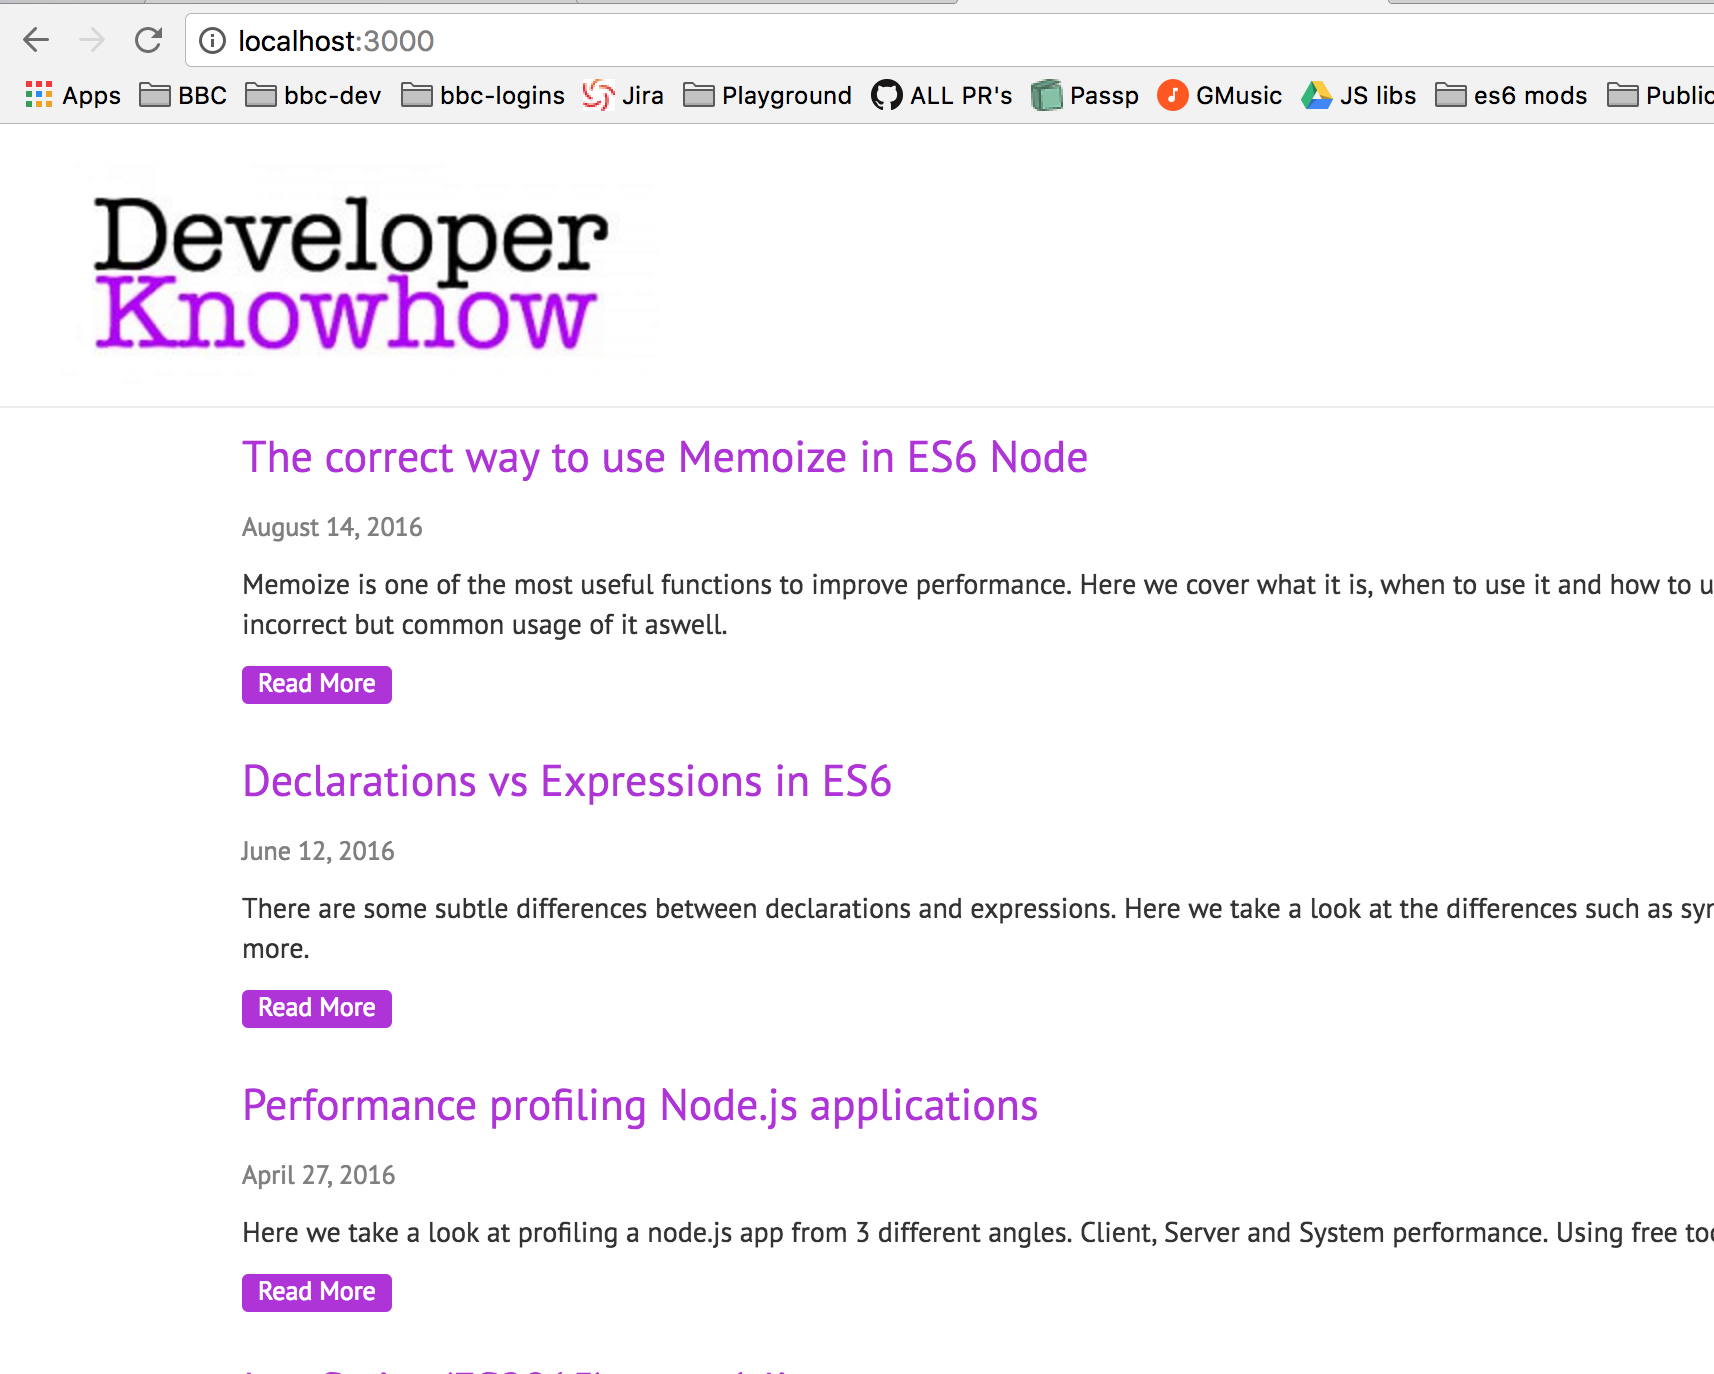 localhost:3000
Apps BBC bbc-dev bbc-logins Jira Playground ALL PR's Passp GMusic JS libs es6 mods Public
Developer
Knowhow
The correct way to use Memoize in ES6 Node
August 14, 2016
Memoize is one of the most useful functions to improve performance. Here we cover what it is, when to use it and how to u
incorrect but common usage of it aswell.
Read More
Declarations vs Expressions in ES6
June 12, 2016
There are some subtle differences between declarations and expressions. Here we take a look at the differences such as
more.
Read More
Performance profiling Node.js applications
April 27, 2016
Here we take a look at profiling a node.js app from 3 different angles. Client, Server and System performance. Using free
Read More